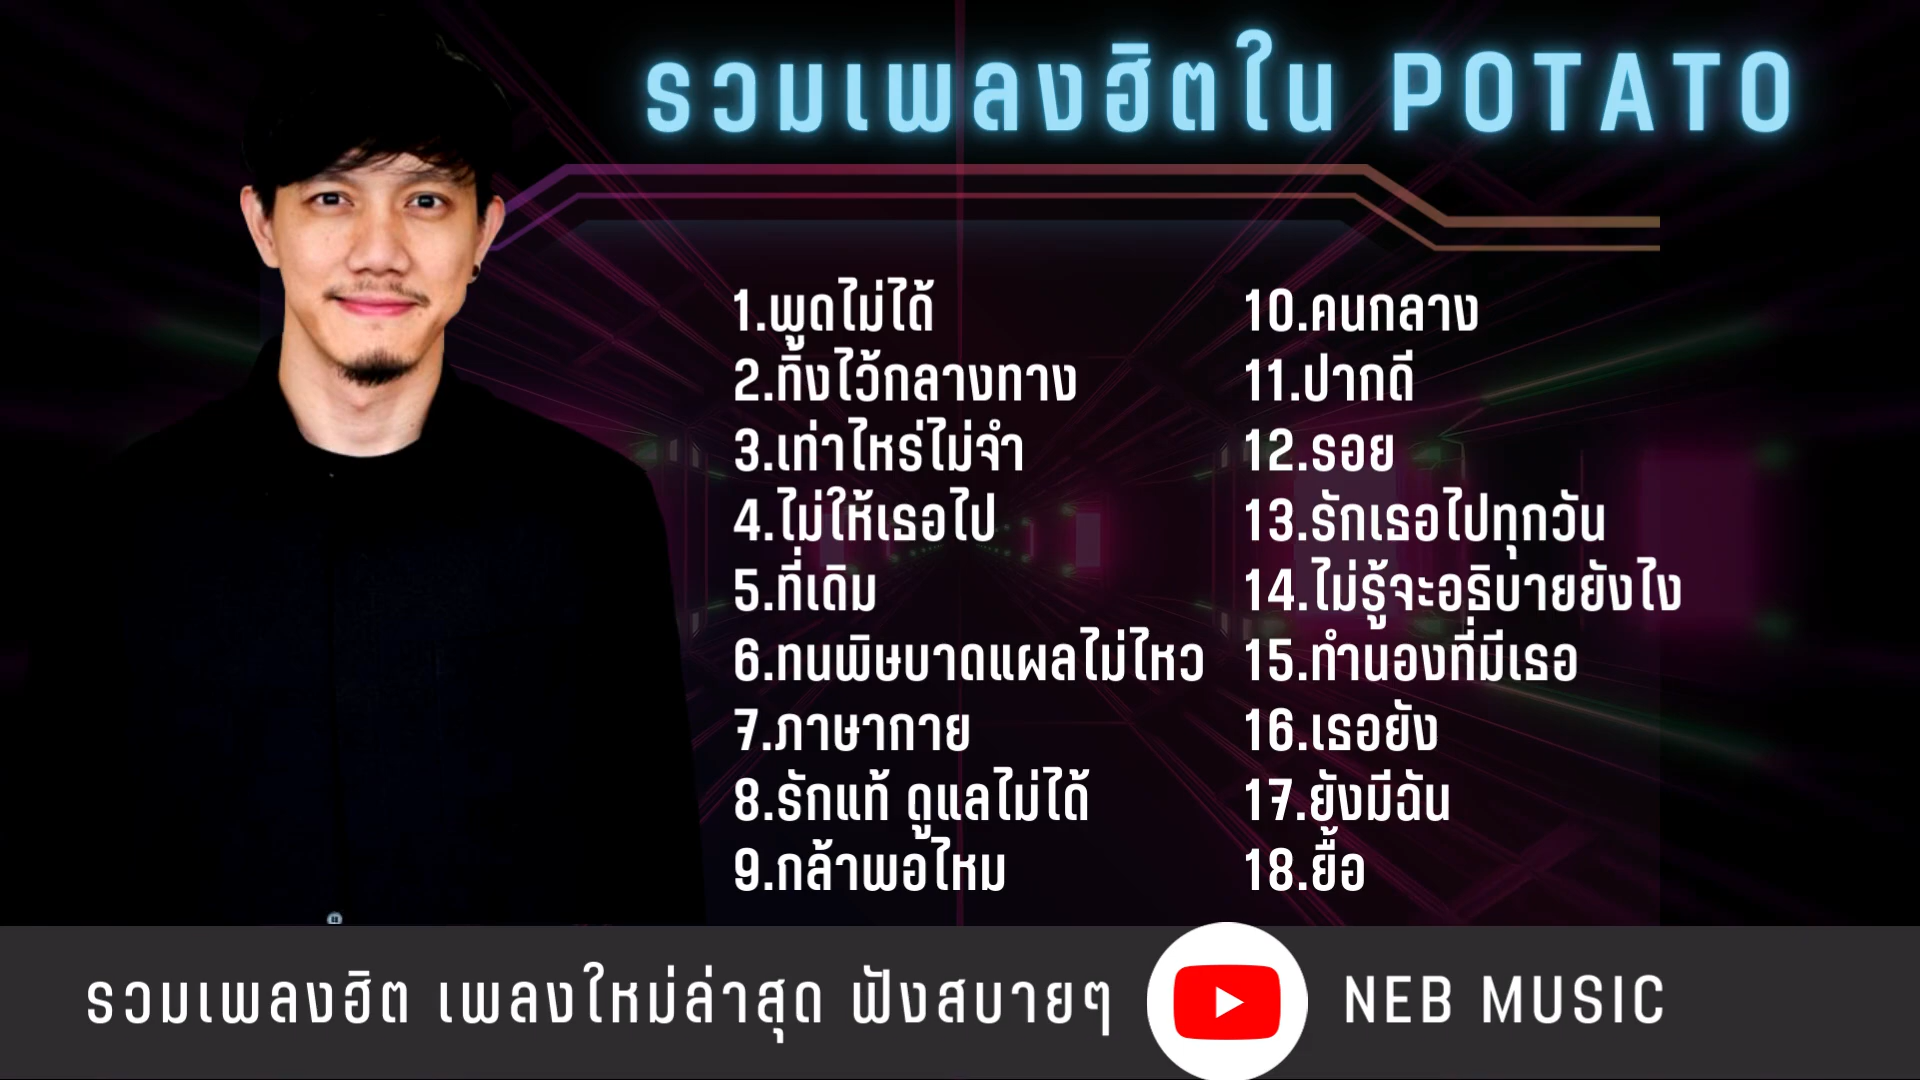 รวมเพลงฮิตใน POTATO
1.พูดไม่ได้
2.ทิ้งไว้กลางทาง
3.เท่าไหร่ไม่จำ
4.ไม่ให้เธอไป
5.ที่เดิม
6.ทนพิษบาดแผลไม่ไหว
7.ภาษากาย
8.รักแท้ ดูแลไม่ได้
9.กล้าพอไหม
10.คนกลาง
11.ปากดี
12.รอย
13.รักเธอไปทุกวัน
14.ไม่รู้จะอธิบายยังไง
15.ทำนองที่มีเธอ
16.เธอยัง
17.ยังมีฉัน
18.ยื้อ
รวมเพลงฮิต เพลงใหม่ล่าสุด ฟังสบายๆ NEB MUSIC